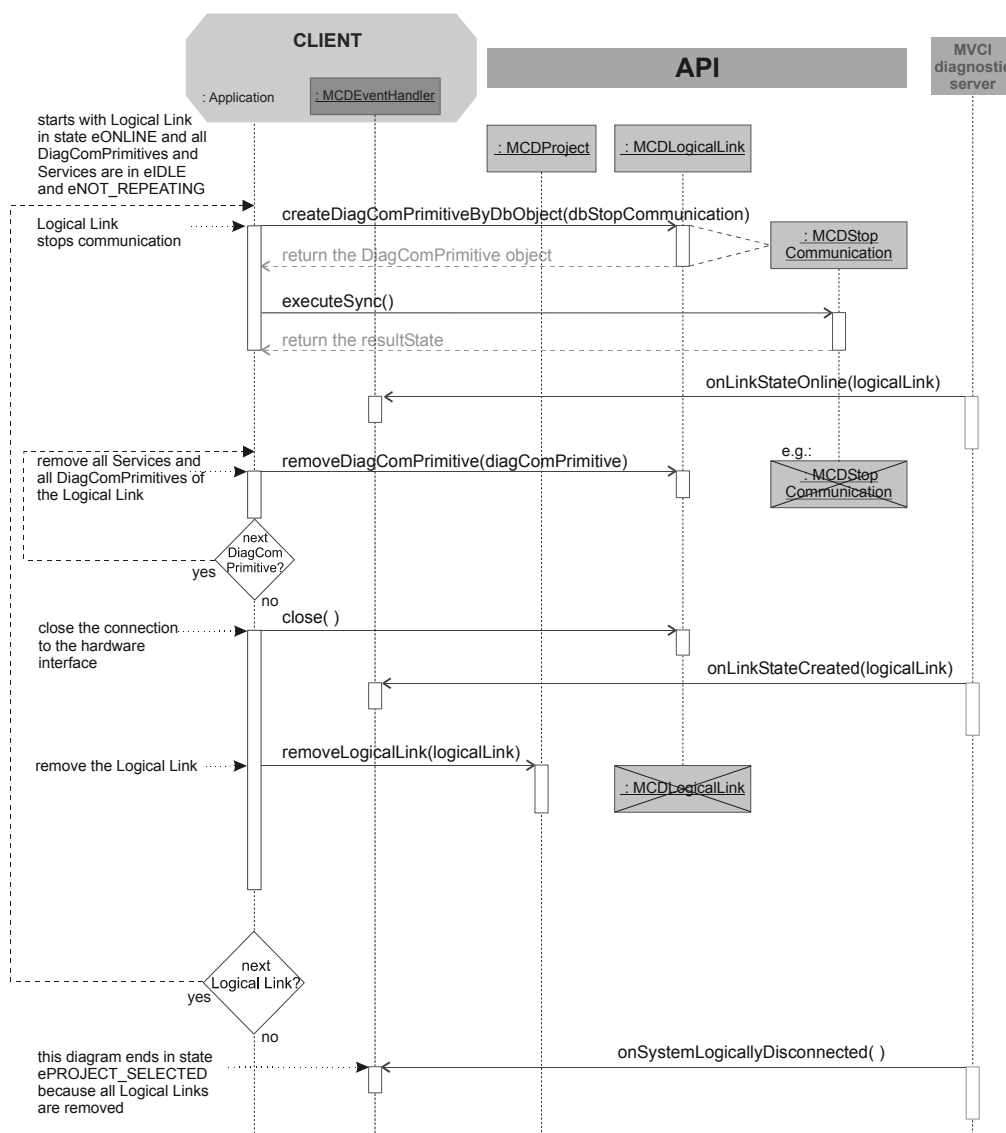 CLIENT
API
MVCI
diagnostic
server
: Application
: MCDEventHandler
starts with Logical Link
in state eONLINE and all
DiagComPrimitives and
Services are in eIDLE
and eNOT_REPEATING
: MCDProject
: MCDLogicalLink
createDiagComPrimitiveByDbObject(dbStopCommunication)
Logical Link
stops communication
: MCDStop
Communication
return the DiagComPrimitive object
executeSync()
return the resultState
onLinkStateOnline(logicalLink)
e.g.:
remove all Services and
all DiagComPrimitives of
the Logical Link
removeDiagComPrimitive(diagComPrimitive)
: MCDStop
Communication
next
DiagCom
Primitive?
yes
no
close( )
close the connection
to the hardware
interface
onLinkStateCreated(logicalLink)
removeLogicalLink(logicalLink)
remove the Logical Link
: MCDLogicalLink
next
Logical Link?
yes
no
onSystemLogicallyDisconnected( )
this diagram ends in state
ePROJECT_SELECTED
because all Logical Links
are removed